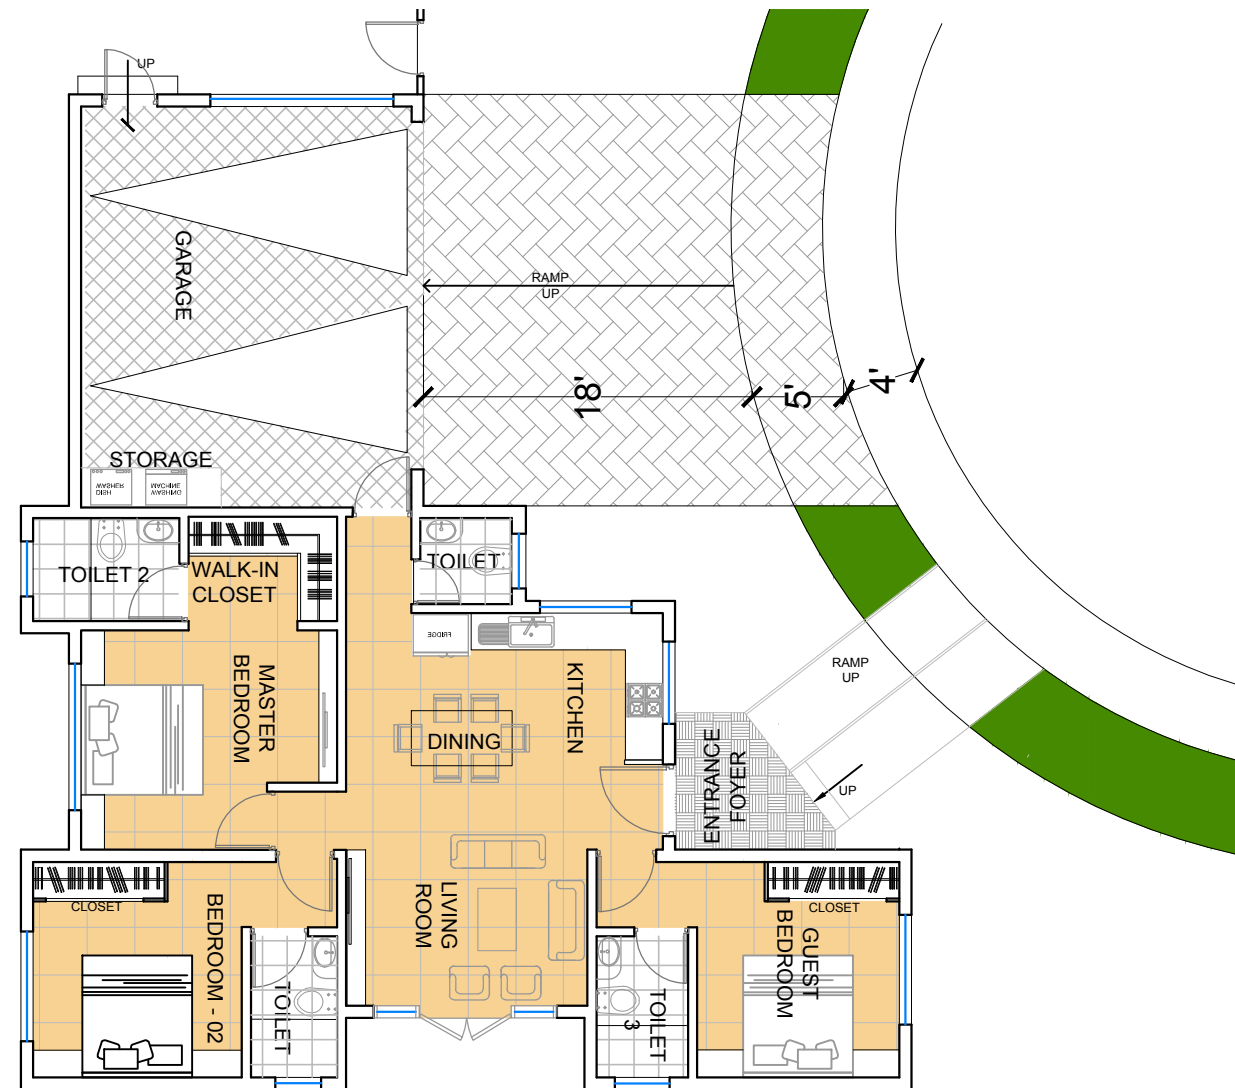 UP
GARAGE
RAMP
UP
18'
5'
4'
STORAGE
DISH
WASHER
WASHING
MACHINE
TOILET 2
WALK-IN
CLOSET
TOILET
FRIDGE
MASTER
BEDROOM
KITCHEN
DINING
RAMP
UP
ENTRANCE
FOYER
UP
CLOSET
BEDROOM - 02
LIVING
ROOM
CLOSET
GUEST
BEDROOM
TOILET
TOILET
3